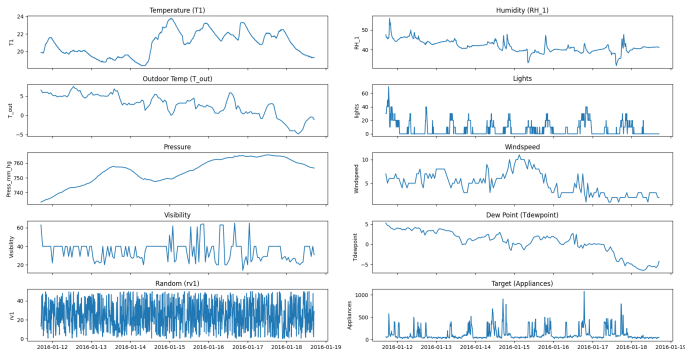 Temperature (T1)
24
22
20
T1
Humidity (RH_1)
50
40
RH_1
Outdoor Temp (T_out)
5
0
−5
T_out
Lights
60
40
20
0
lights
Pressure
760
750
740
Press_mm_hg
Windspeed
10
5
Windspeed
Visibility
60
40
20
Visibility
Dew Point (Tdewpoint)
5
0
−5
Tdewpoint
Random (rv1)
40
20
0
rv1
2016-01-12 2016-01-13 2016-01-14 2016-01-15 2016-01-16 2016-01-17 2016-01-18 2016-01-19
Target (Appliances)
1000
500
0
Appliances
2016-01-12 2016-01-13 2016-01-14 2016-01-15 2016-01-16 2016-01-17 2016-01-18 2016-01-19